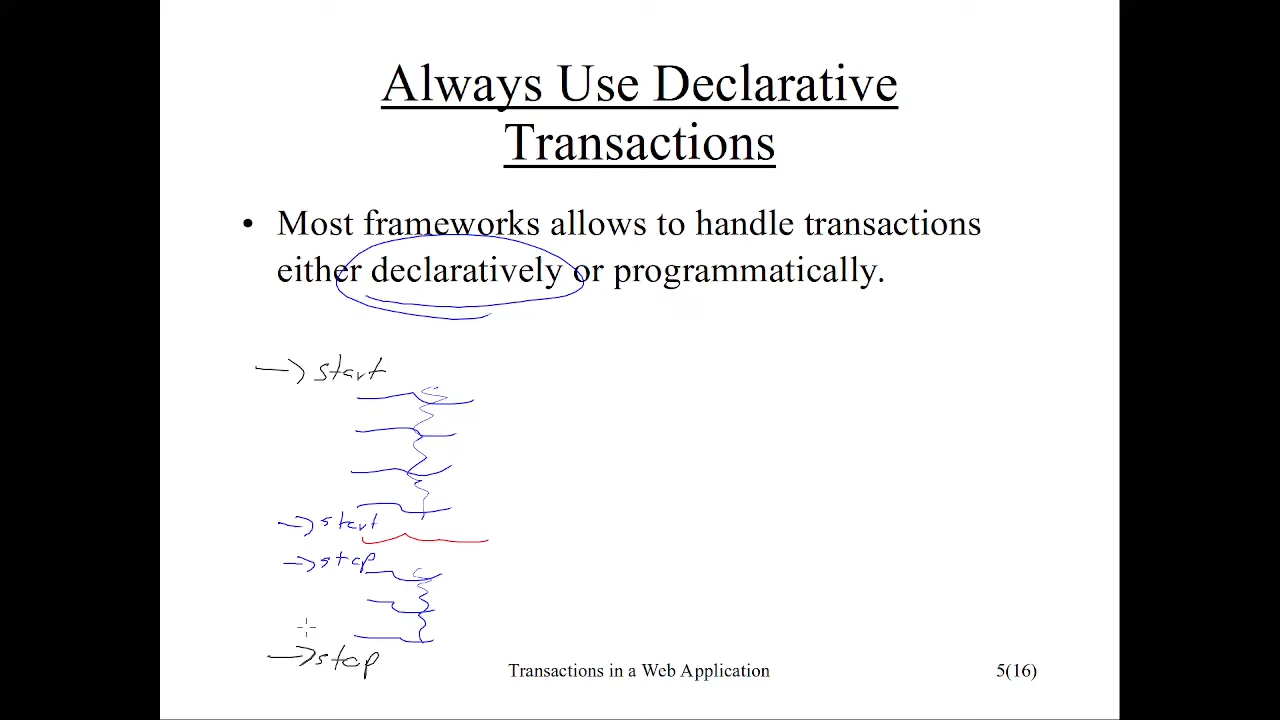 Always Use Declarative
Transactions
• Most frameworks allows to handle transactions
either declaratively or programmatically.
start
start
stop
stop
Transactions in a Web Application
5(16)